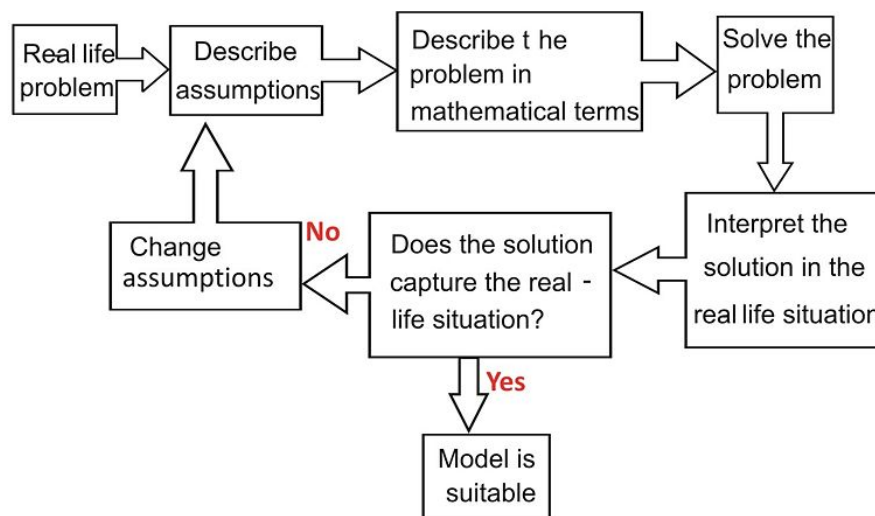 Real life
problem
Describe
assumptions
Describe t he
problem in
mathematical terms
Solve the
problem
Interpret the
solution in the
real life situation
Does the solution
capture the real -
life situation?
No
Change
assumptions
Yes
Model is
suitable